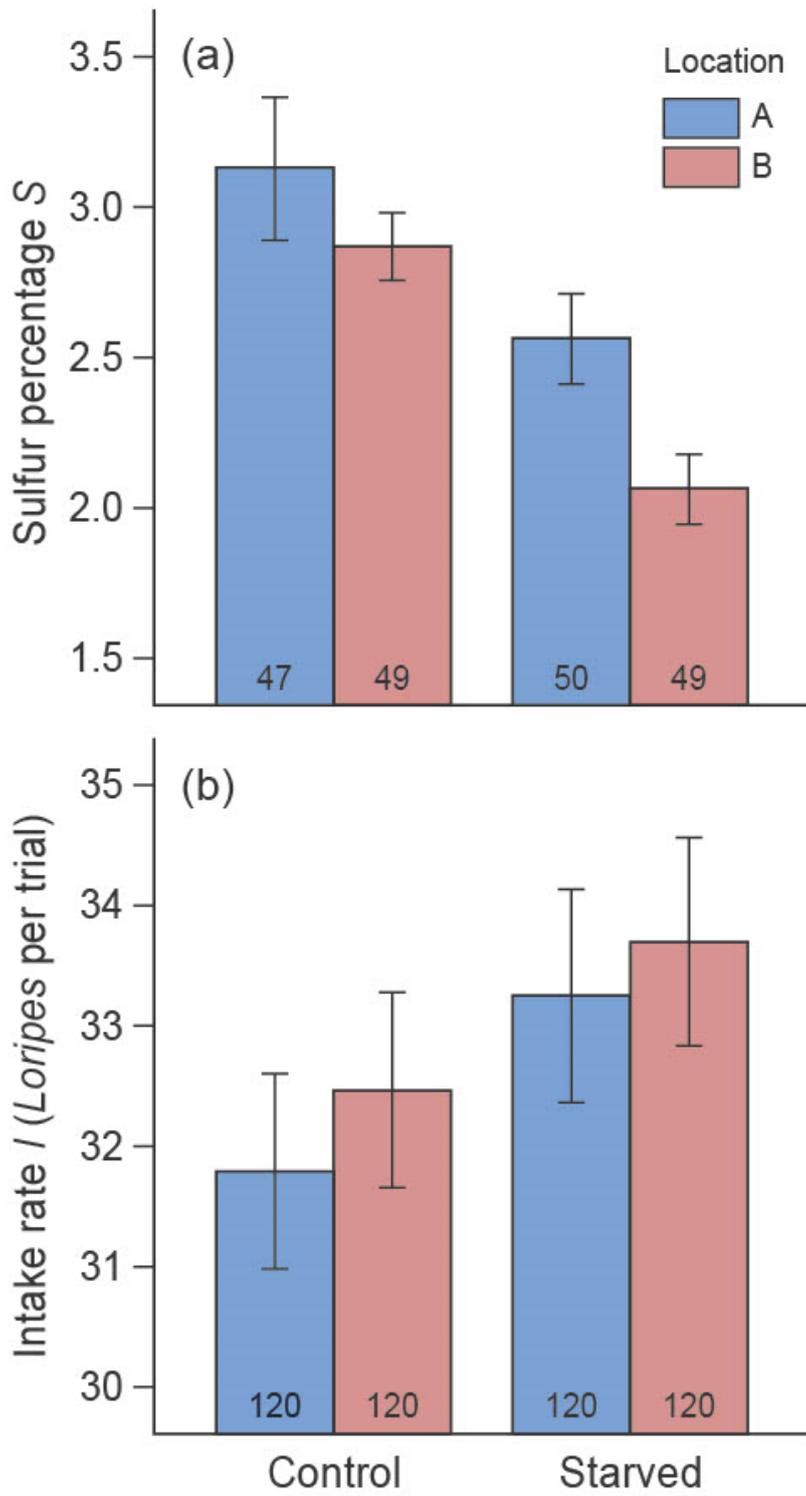 (a)
Location
A
B
Sulfur percentage S
3.5
3.0
2.5
2.0
1.5
47
49
50
49
(b)
Intake rate I (Loripes per trial)
35
34
33
32
31
30
120
120
120
120
Control
Starved